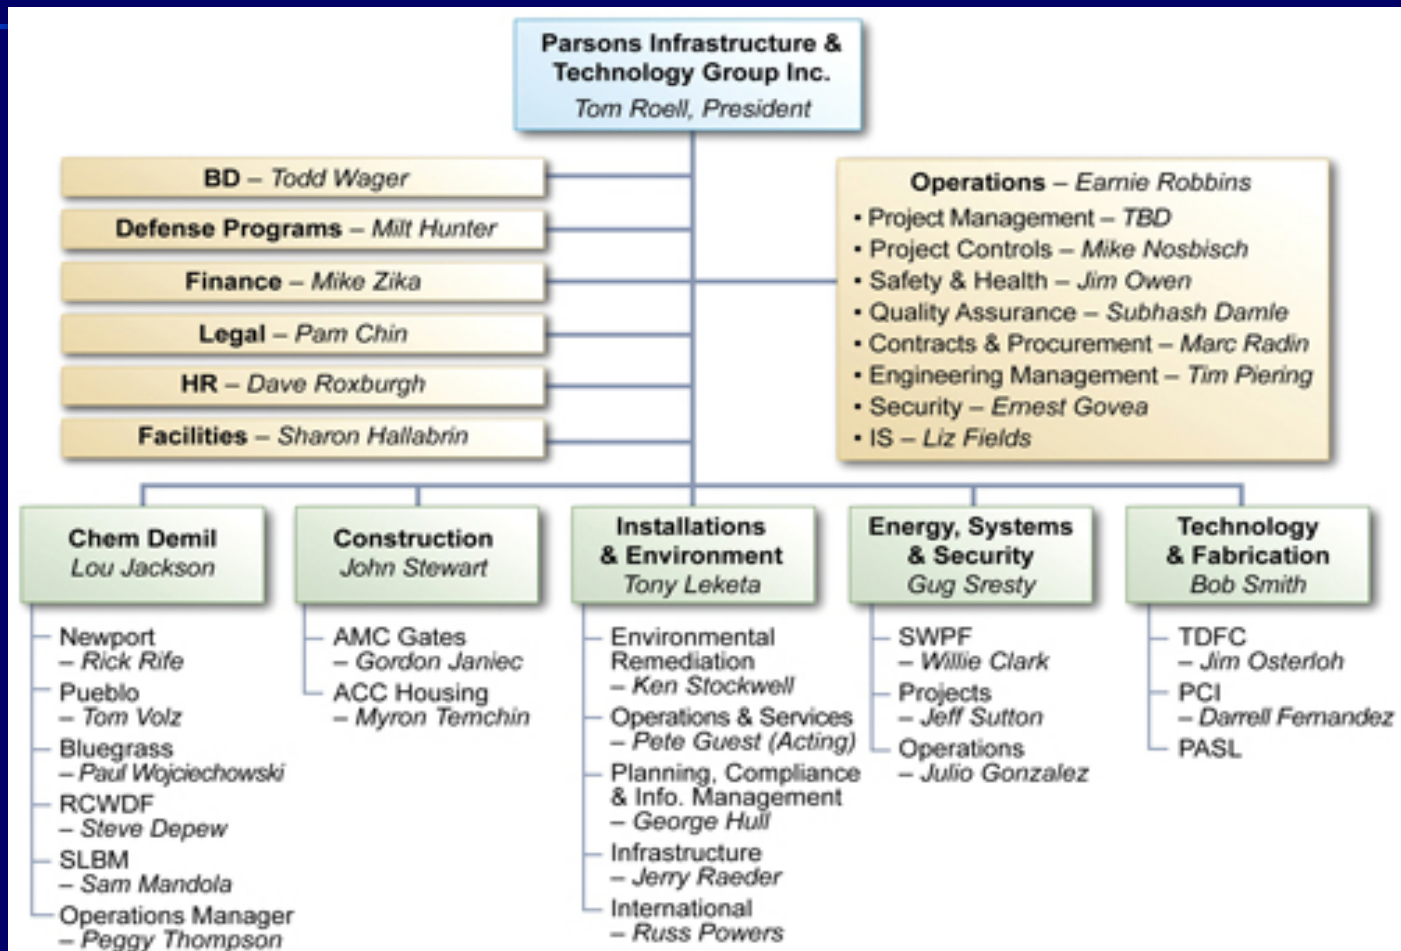 Parsons Infrastructure &
Technology Group Inc.
Tom Roell, President
BD – Todd Wager
Defense Programs – Milt Hunter
Finance – Mike Zika
Legal – Pam Chin
HR – Dave Roxburgh
Facilities – Sharon Hallabrin
Operations – Earnie Robbins
• Project Management – TBD
• Project Controls – Mike Nosbisch
• Safety & Health – Jim Owen
• Quality Assurance – Subhash Damle
• Contracts & Procurement – Marc Radin
• Engineering Management – Tim Piering
• Security – Ernest Govea
• IS – Liz Fields
Chem Demil
Lou Jackson
Newport
– Rick Rife
Pueblo
– Tom Volz
Bluegrass
– Paul Wojciechowski
RCWDF
– Steve Depew
SLBM
– Sam Mandola
Operations Manager
– Peggy Thompson
Construction
John Stewart
AMC Gates
– Gordon Janiec
ACC Housing
– Myron Temchin
Installations
& Environment
Tony Leketa
Environmental
Remediation
– Ken Stockwell
Operations & Services
– Pete Guest (Acting)
Planning, Compliance
& Info. Management
– George Hull
Infrastructure
– Jerry Raeder
International
– Russ Powers
Energy, Systems
& Security
Gug Sresty
SWPF
– Willie Clark
Projects
– Jeff Sutton
Operations
– Julio Gonzalez
Technology
& Fabrication
Bob Smith
TDFC
– Jim Osterloh
PCI
– Darrell Fernandez
PASL